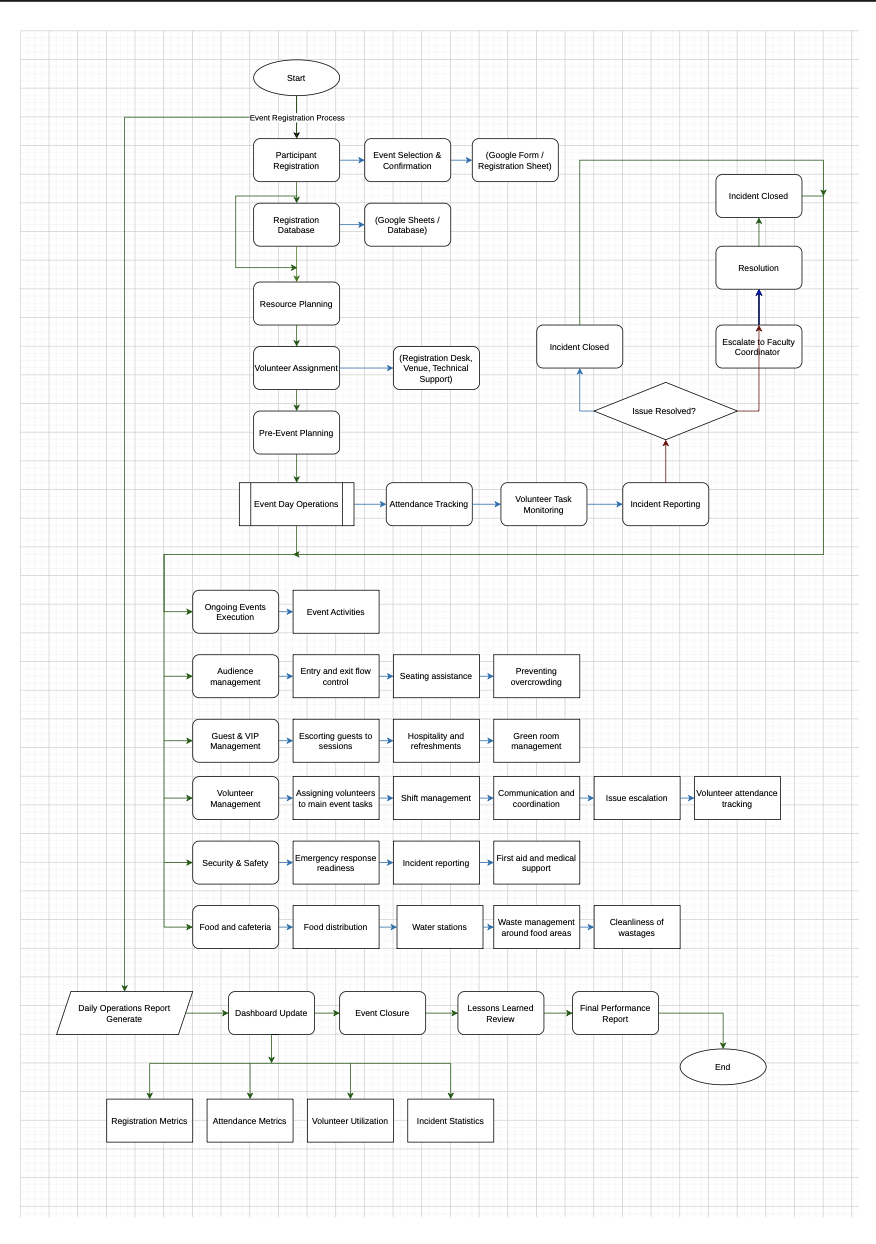 Start
Event Registration Process
Participant
Registration
Event Selection &
Confirmation
(Google Form /
Registration Sheet)
Incident Closed
Registration
Database
(Google Sheets /
Database)
Resolution
Resource Planning
Incident Closed
Escalate to Faculty
Coordinator
Volunteer Assignment
(Registration Desk,
Venue, Technical
Support)
Issue Resolved?
Pre-Event Planning
Event Day Operations
Attendance Tracking
Volunteer Task
Monitoring
Incident Reporting
Ongoing Events
Execution
Event Activities
Audience
management
Entry and exit flow
control
Seating assistance
Preventing
overcrowding
Guest & VIP
Management
Escorting guests to
sessions
Hospitality and
refreshments
Green room
management
Volunteer
Management
Assigning volunteers
to main event tasks
Shift management
Communication and
coordination
Issue escalation
Volunteer attendance
tracking
Security & Safety
Emergency response
readiness
Incident reporting
First aid and medical
support
Food and cafeteria
Food distribution
Water stations
Waste management
around food areas
Cleanliness of
wastages
Daily Operations Report
Generate
Dashboard Update
Event Closure
Lessons Learned
Review
Final Performance
Report
End
Registration Metrics
Attendance Metrics
Volunteer Utilization
Incident Statistics